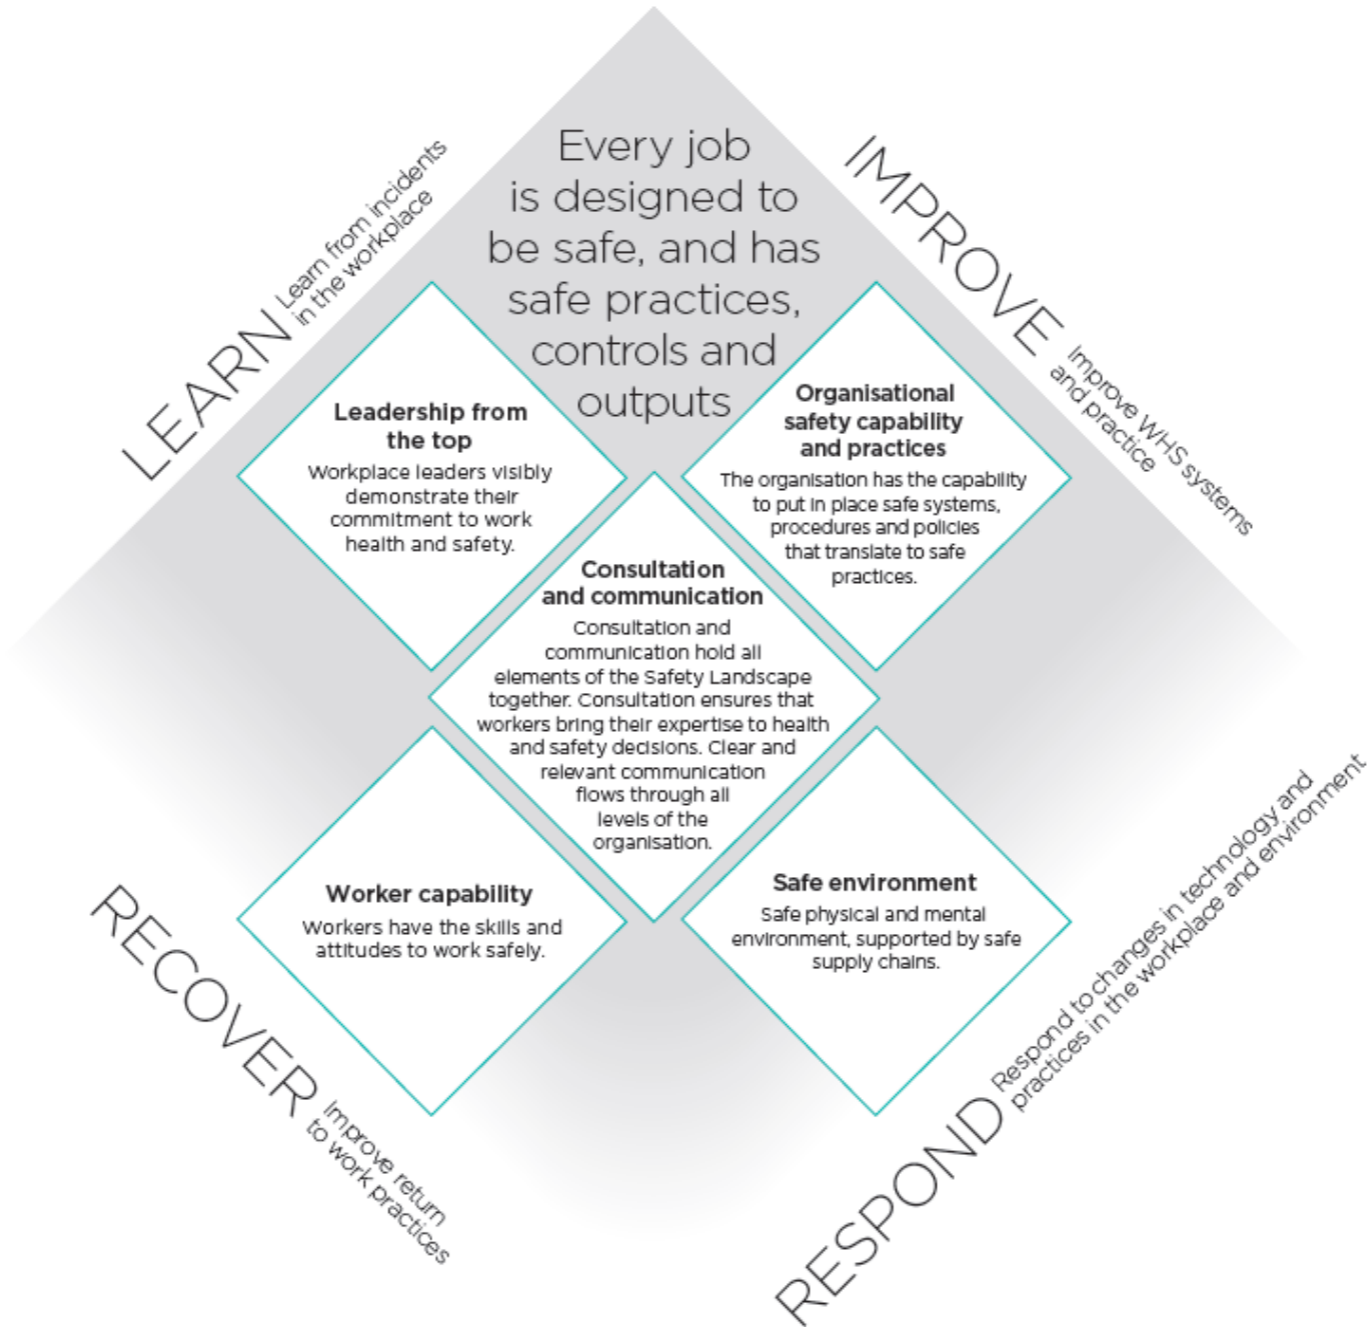 Every job
is designed to
be safe, and has
safe practices,
controls and
outputs
LEARN
Learn from incidents
in the workplace
IMPROVE
Improve WHS systems
and practice
Leadership from
the top
Workplace leaders visibly
demonstrate their
commitment to work
health and safety.
Organisational
safety capability
and practices
The organisation has the capability
to put in place safe systems,
procedures and policies
that translate to safe
practices.
Consultation
and communication
Consultation and
communication hold all
elements of the Safety Landscape
together. Consultation ensures that
workers bring their expertise to health
and safety decisions. Clear and
relevant communication
flows through all
levels of the
organisation.
Worker capability
Workers have the skills and
attitudes to work safely.
Safe environment
Safe physical and mental
environment, supported by safe
supply chains.
RECOVER
Improve return
to work practices
RESPOND
Respond to changes in technology and
practices in the workplace and environment